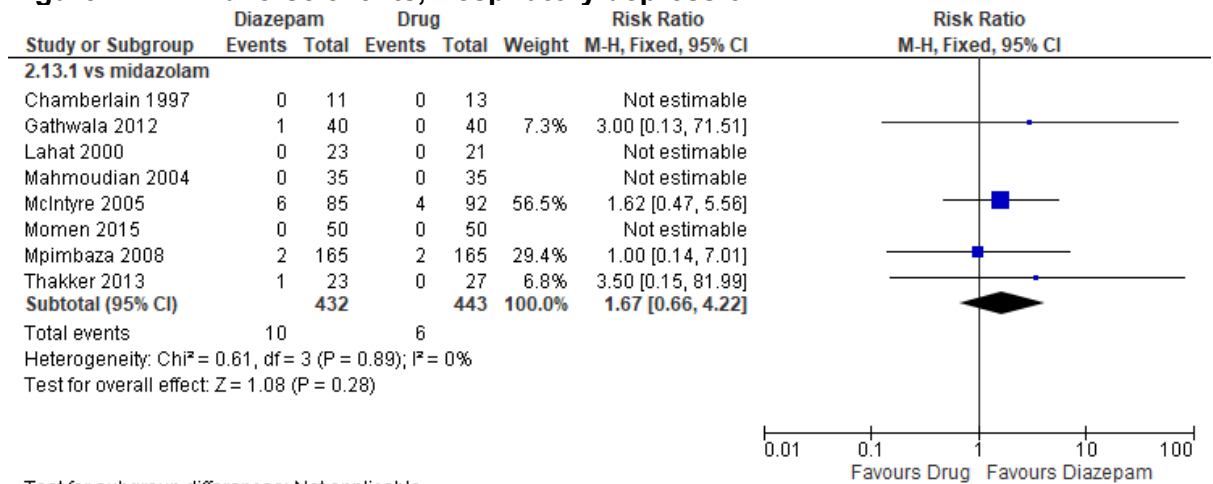 Diazepam Drug Risk Ratio Risk Ratio
Study or Subgroup Events Total Events Total Weight M-H, Fixed, 95% CI M-H, Fixed, 95% CI
2.13.1 vs midazolam
Chamberlain 1997 0 11 0 13 Not estimable
Gathwala 2012 1 40 0 40 7.3% 3.00 [0.13, 71.51]
Lahat 2000 0 23 0 21 Not estimable
Mahmoudian 2004 0 35 0 35 Not estimable
McIntyre 2005 6 85 4 92 56.5% 1.62 [0.47, 5.56]
Momen 2015 0 50 0 50 Not estimable
Mpimbaza 2008 2 165 2 165 29.4% 1.00 [0.14, 7.01]
Thakker 2013 1 23 0 27 6.8% 3.50 [0.15, 81.99]
Subtotal (95% CI) 432 443 100.0% 1.67 [0.66, 4.22]
Total events 10 6
Heterogeneity: Chi² = 0.61, df = 3 (P = 0.89); I² = 0%
Test for overall effect: Z = 1.08 (P = 0.28)
0.01 0.1 1 10 100
Favours Drug Favours Diazepam